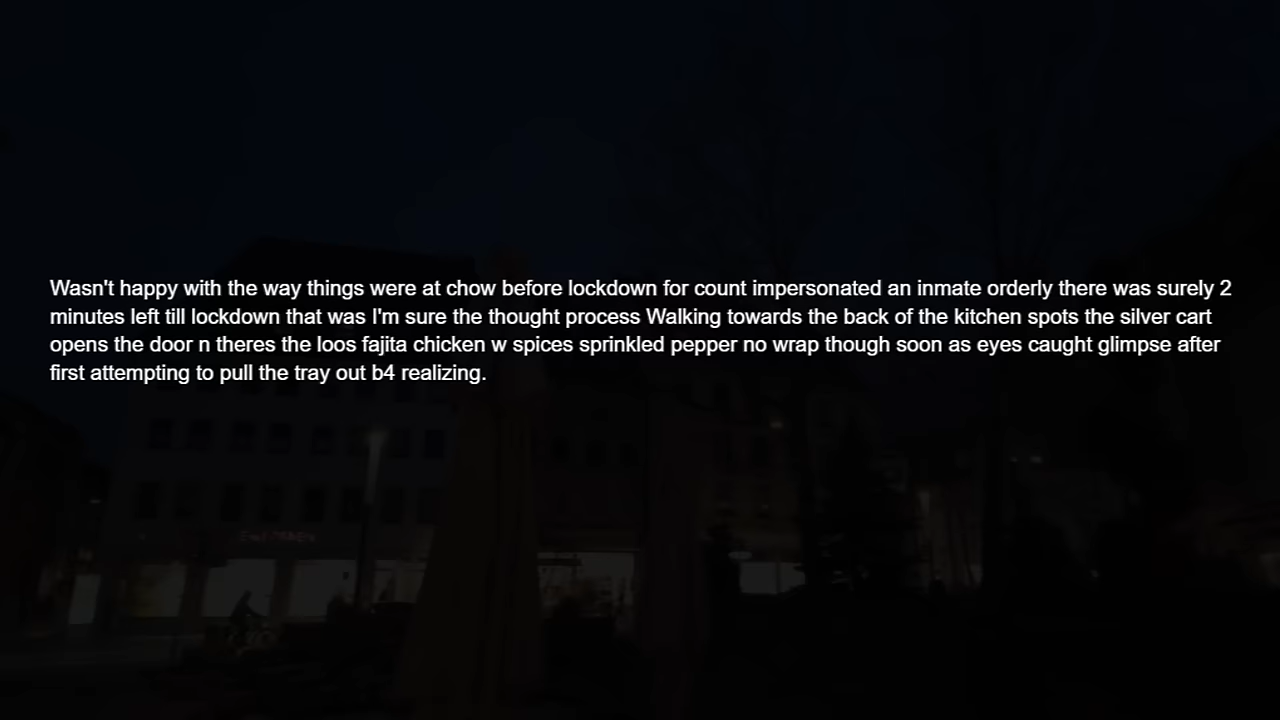 Wasn't happy with the way things were at chow before lockdown for count impersonated an inmate orderly there was surely 2
minutes left till lockdown that was I'm sure the thought process Walking towards the back of the kitchen spots the silver cart
opens the door n theres the loos fajita chicken w spices sprinkled pepper no wrap though soon as eyes caught glimpse after
first attempting to pull the tray out b4 realizing.